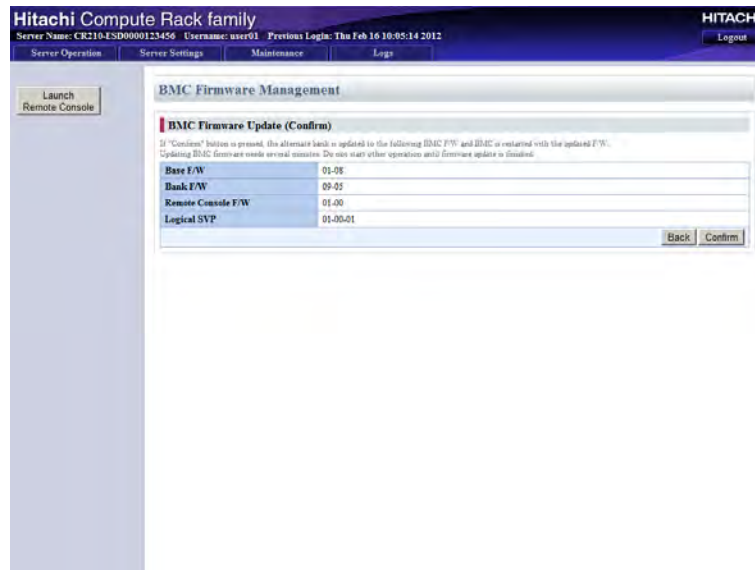 Hitachi Compute Rack family
HITACH
Server Name: CR210-ESD0000123456 Username: user01 Previous Login: Thu Feb 16 10:05:14 2012
Logout
Server Operation Server Settings Maintenance Logs
Launch
Remote Console
BMC Firmware Management
BMC Firmware Update (Confirm)
If "Confirm" button is pressed, the alternate bank is updated to the following BMC F/W and BMC is restarted with the updated F/W.
Updating BMC firmware needs several minutes. Do not start other operation until firmware update is finished.
Base F/W 01-08
Bank F/W 09-05
Remote Console F/W 01-00
Logical SVP 01-00-01
Back Confirm